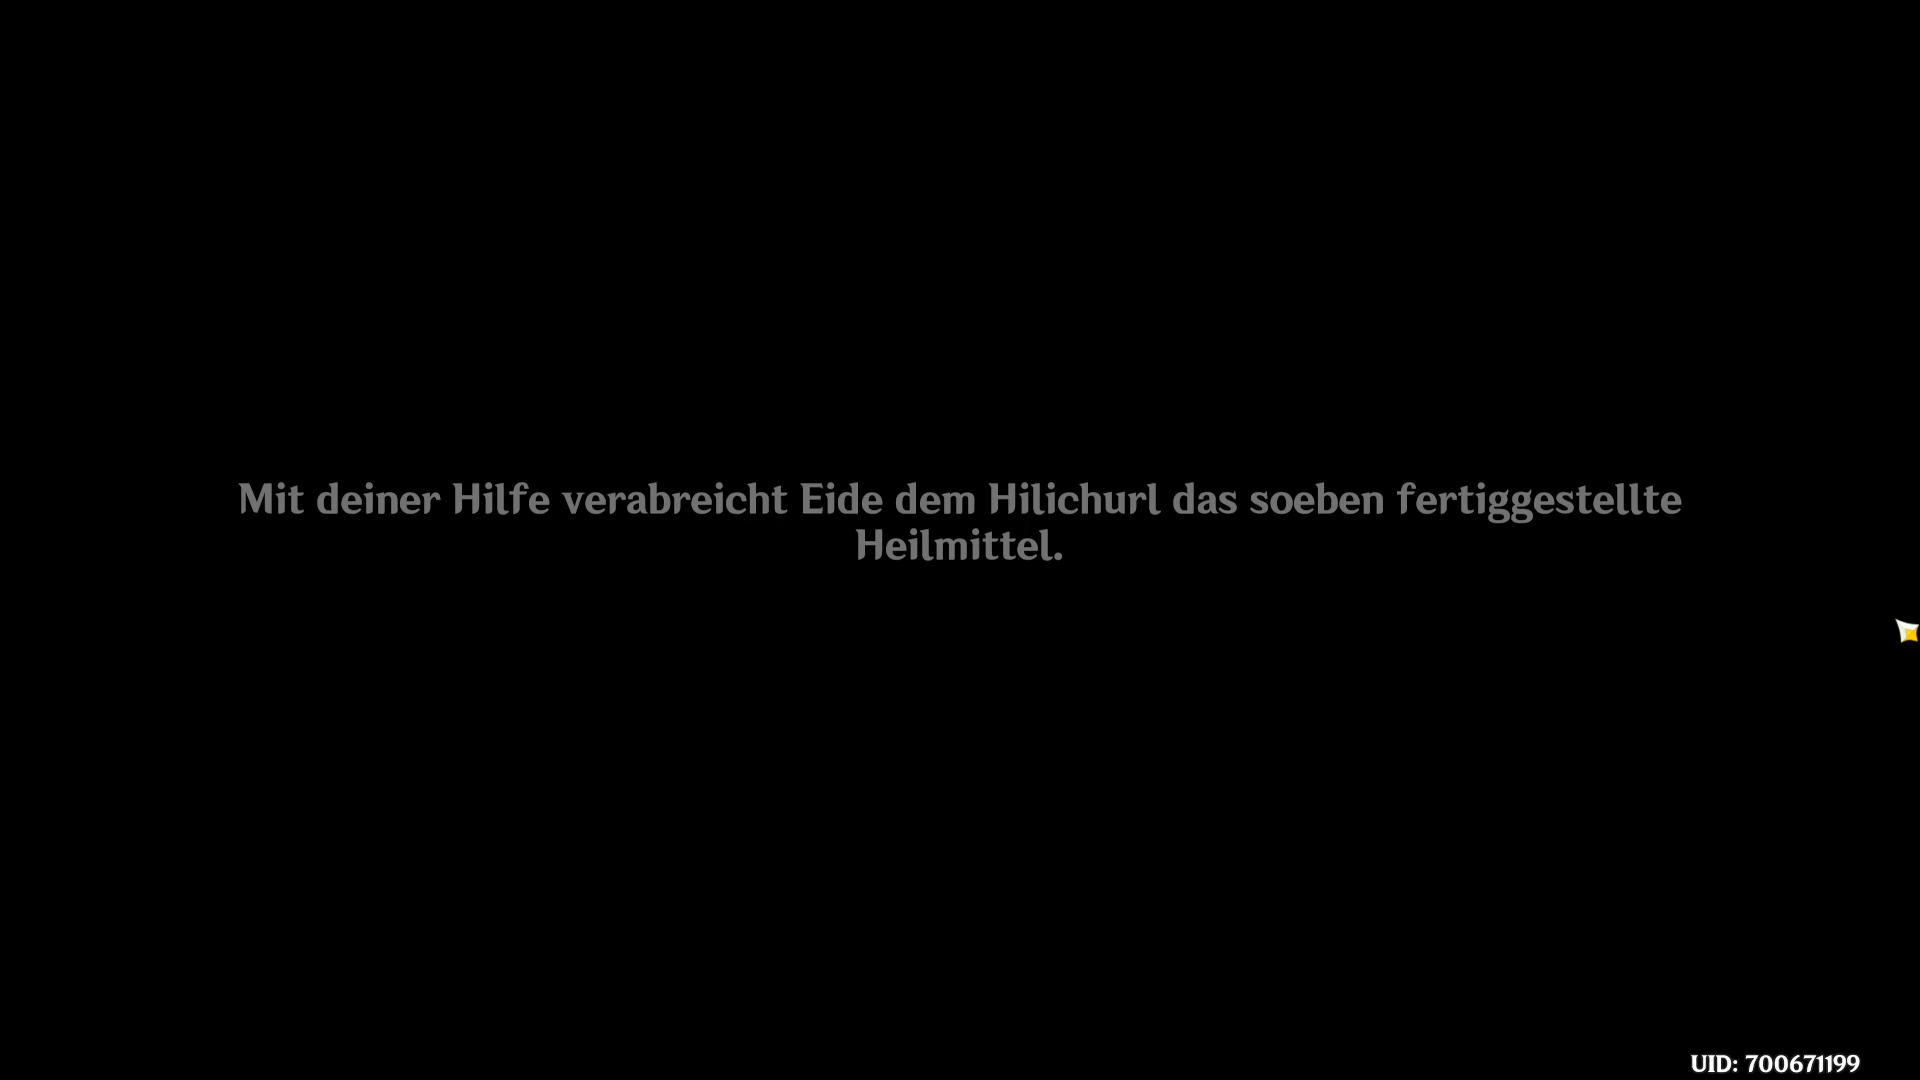 Mit deiner Hilfe verabreicht Eide dem Hilichurl das soeben fertiggestellte
Heilmittel.
UID: 700671199